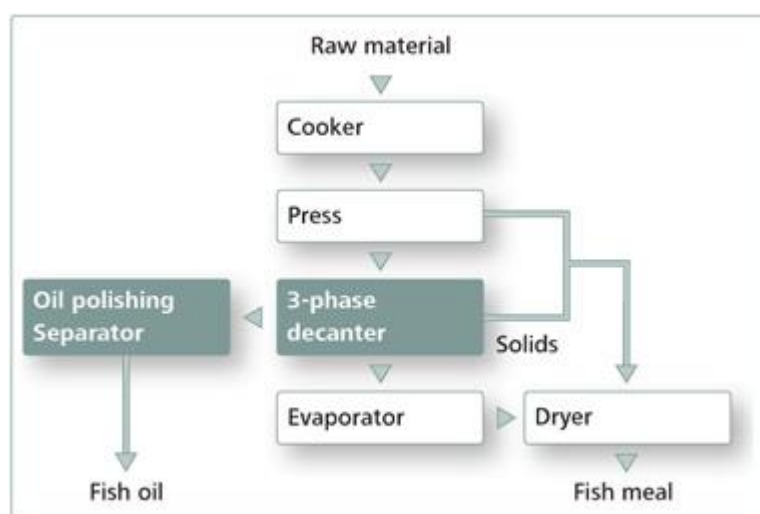 Raw material
Cooker
Press
Oil polishing
Separator
3-phase
decanter
Solids
Evaporator
Dryer
Fish oil
Fish meal